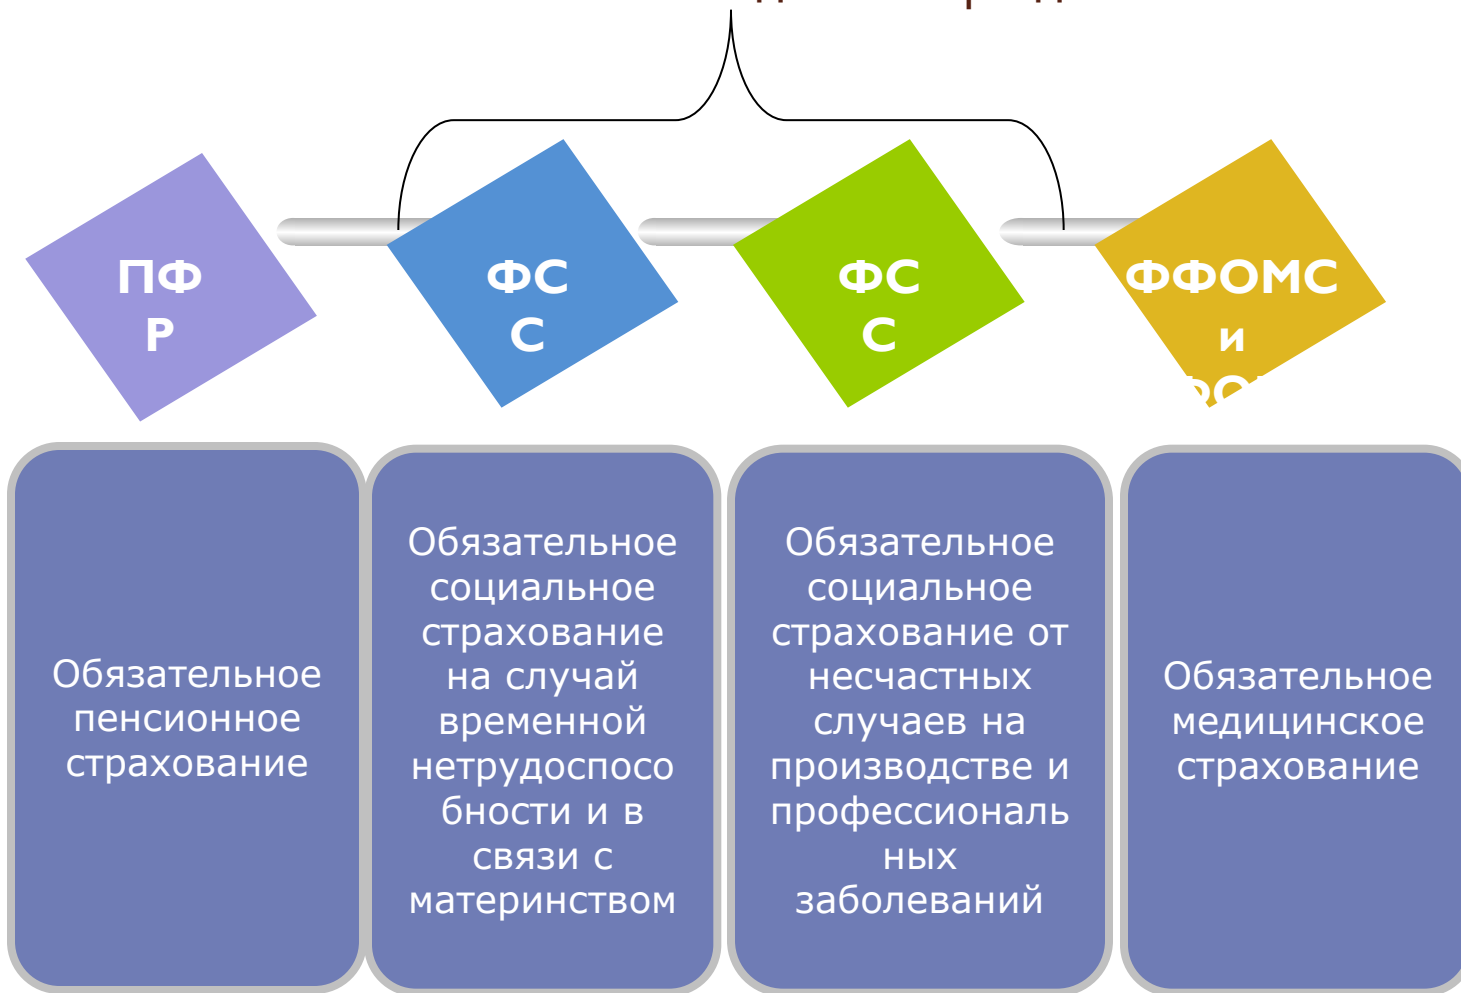 ПФ
Р
ФС
С
ФС
С
ФФОМС
и
Обязательное
пенсионное
страхование
Обязательное
социальное
страхование
на случай
временной
нетрудоспосо
бности и в
связи с
материнством
Обязательное
социальное
страхование от
несчастных
случаев на
производстве и
профессиональ
ных
заболеваний
Обязательное
медицинское
страхование